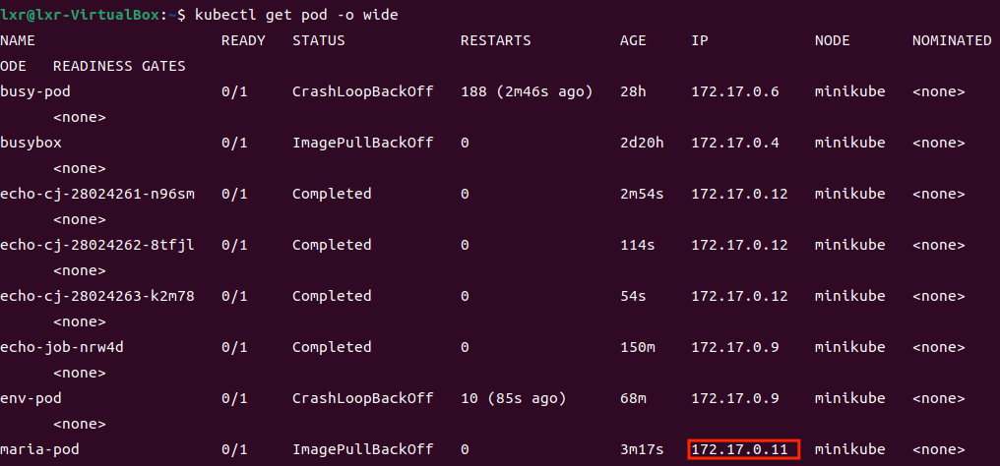 lxr@lxr-VirtualBox:~$ kubectl get pod -o wide
NAME READY STATUS RESTARTS AGE IP NODE NOMINATED
ODE READINESS GATES
busy-pod 0/1 CrashLoopBackOff 188 (2m46s ago) 28h 172.17.0.6 minikube <none>
<none>
busybox 0/1 ImagePullBackOff 0 2d20h 172.17.0.4 minikube <none>
<none>
echo-cj-28024261-n96sm 0/1 Completed 0 2m54s 172.17.0.12 minikube <none>
<none>
echo-cj-28024262-8tfjl 0/1 Completed 0 114s 172.17.0.12 minikube <none>
<none>
echo-cj-28024263-k2m78 0/1 Completed 0 54s 172.17.0.12 minikube <none>
<none>
echo-job-nrw4d 0/1 Completed 0 150m 172.17.0.9 minikube <none>
<none>
env-pod 0/1 CrashLoopBackOff 10 (85s ago) 68m 172.17.0.9 minikube <none>
<none>
maria-pod 0/1 ImagePullBackOff 0 3m17s 172.17.0.11 minikube <none>